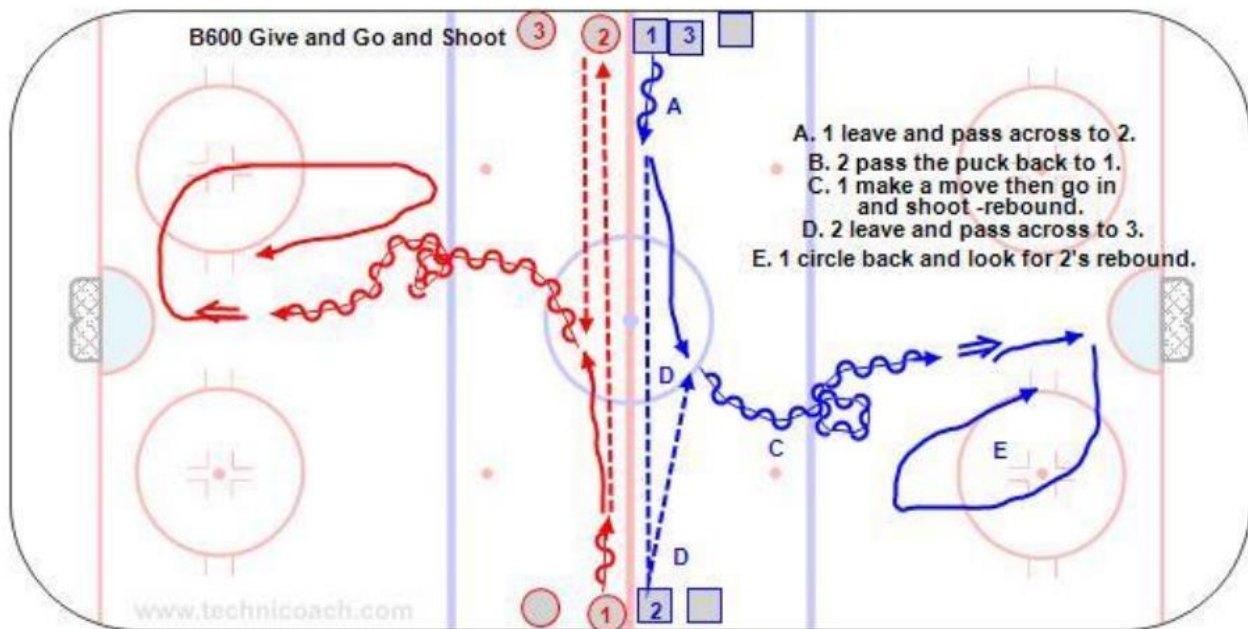 B600 Give and Go and Shoot
3
2
1
3
A
A. 1 leave and pass across to 2.
B. 2 pass the puck back to 1.
C. 1 make a move then go in
and shoot -rebound.
D. 2 leave and pass across to 3.
E. 1 circle back and look for 2's rebound.
D
C
E
D
1
2
www.technicoach.com